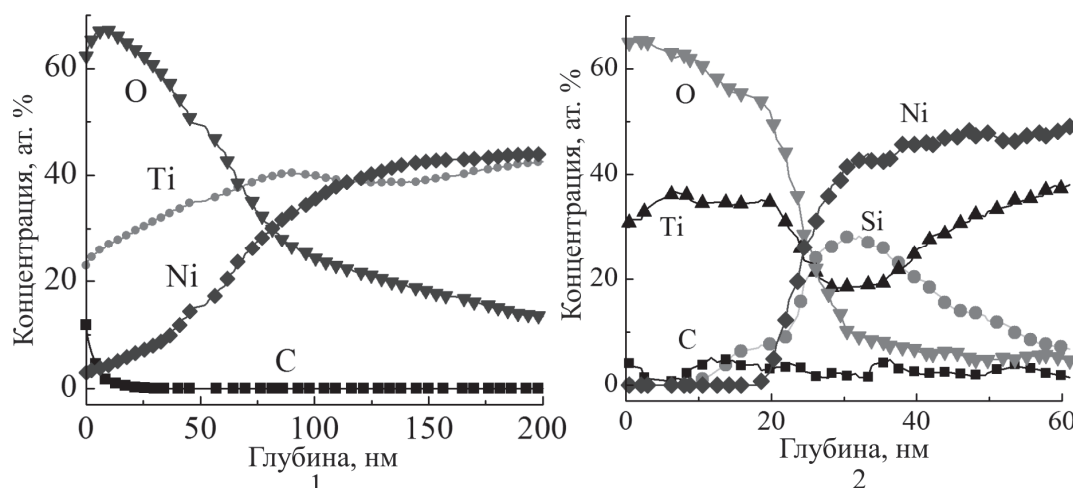 Концентрация, ат. %
60
40
20
0
O
Ti
Ni
C
0
50
100
150
200
Глубина, нм
1
Концентрация, ат. %
60
40
20
0
O
Ni
Ti
Si
C
0
20
40
60
Глубина, нм
2